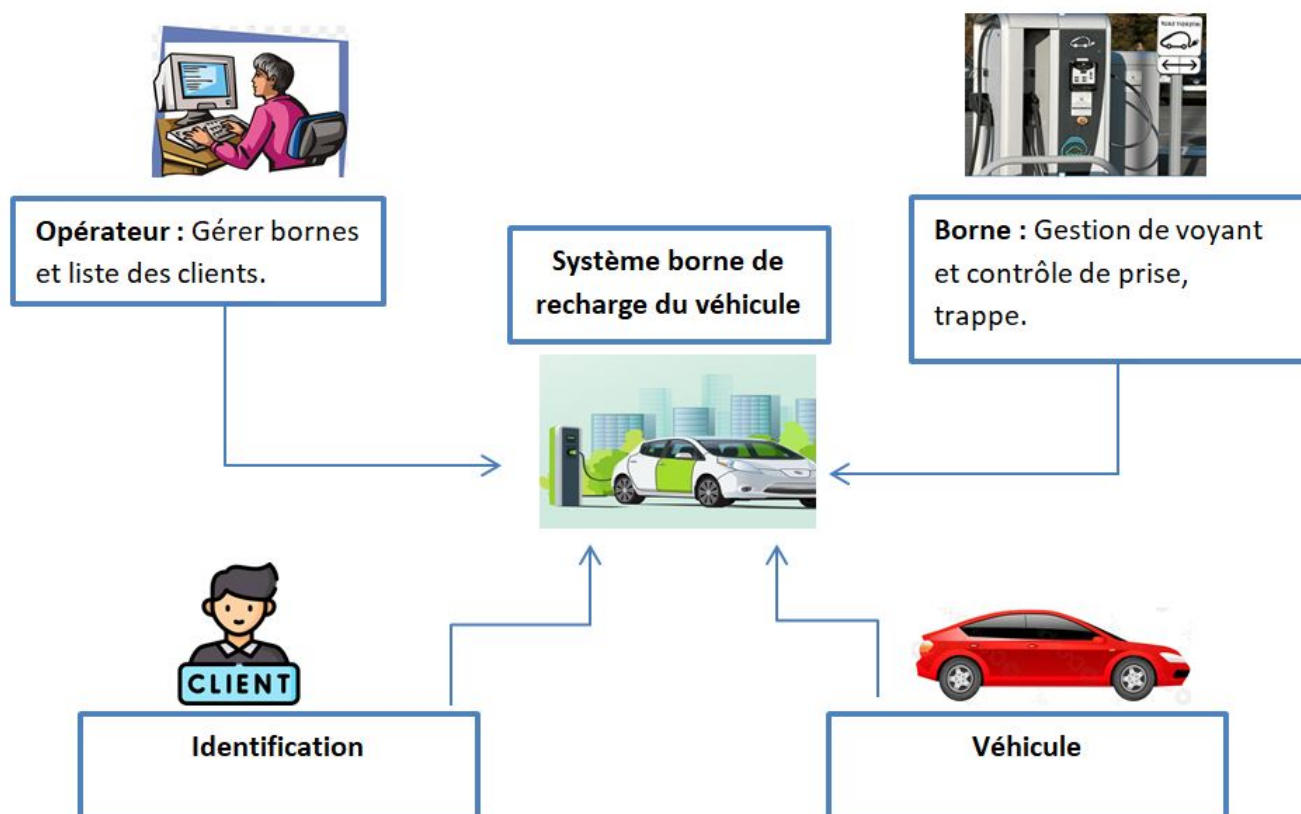 Opérateur : Gérer bornes
et liste des clients.
Système borne de
recharge du véhicule
Borne : Gestion de voyant
et contrôle de prise,
trappe.
CLIENT
Identification
Véhicule